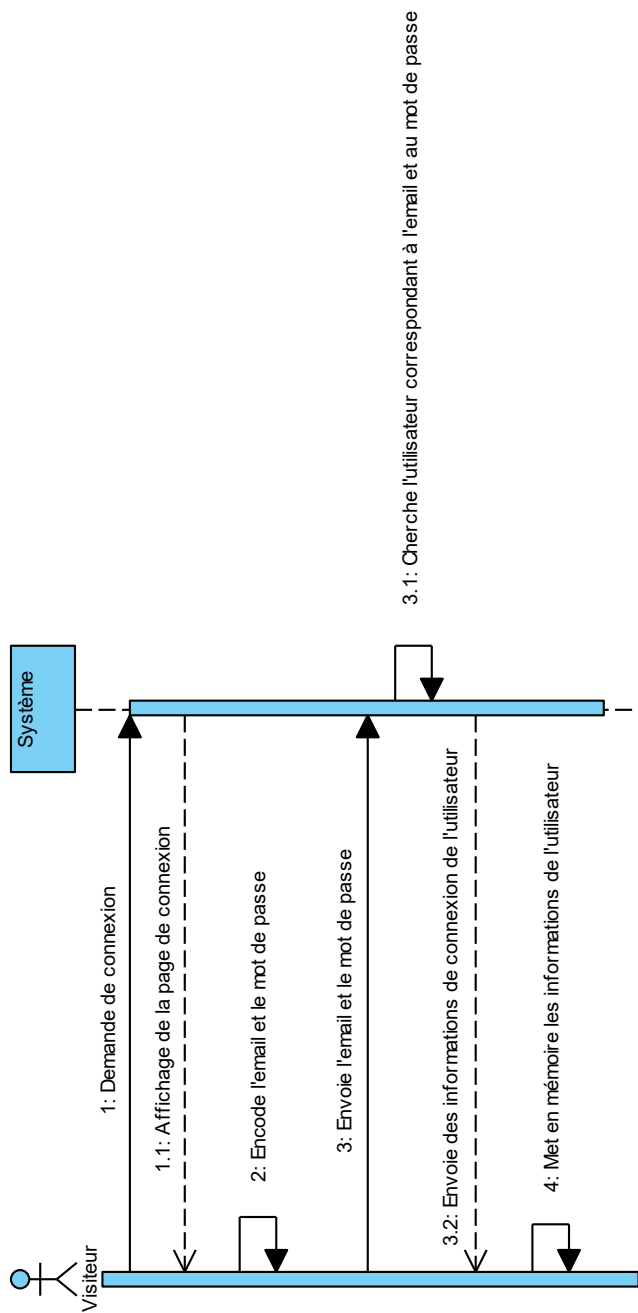 Visiteur
Système
1: Demande de connexion
1.1: Affichage de la page de connexion
2: Encode l'email et le mot de passe
3: Envoie l'email et le mot de passe
3.1: Cherche l'utilisateur correspondant à l'email et au mot de passe
3.2: Envoie des informations de connexion de l'utilisateur
4: Met en mémoire les informations de l'utilisateur